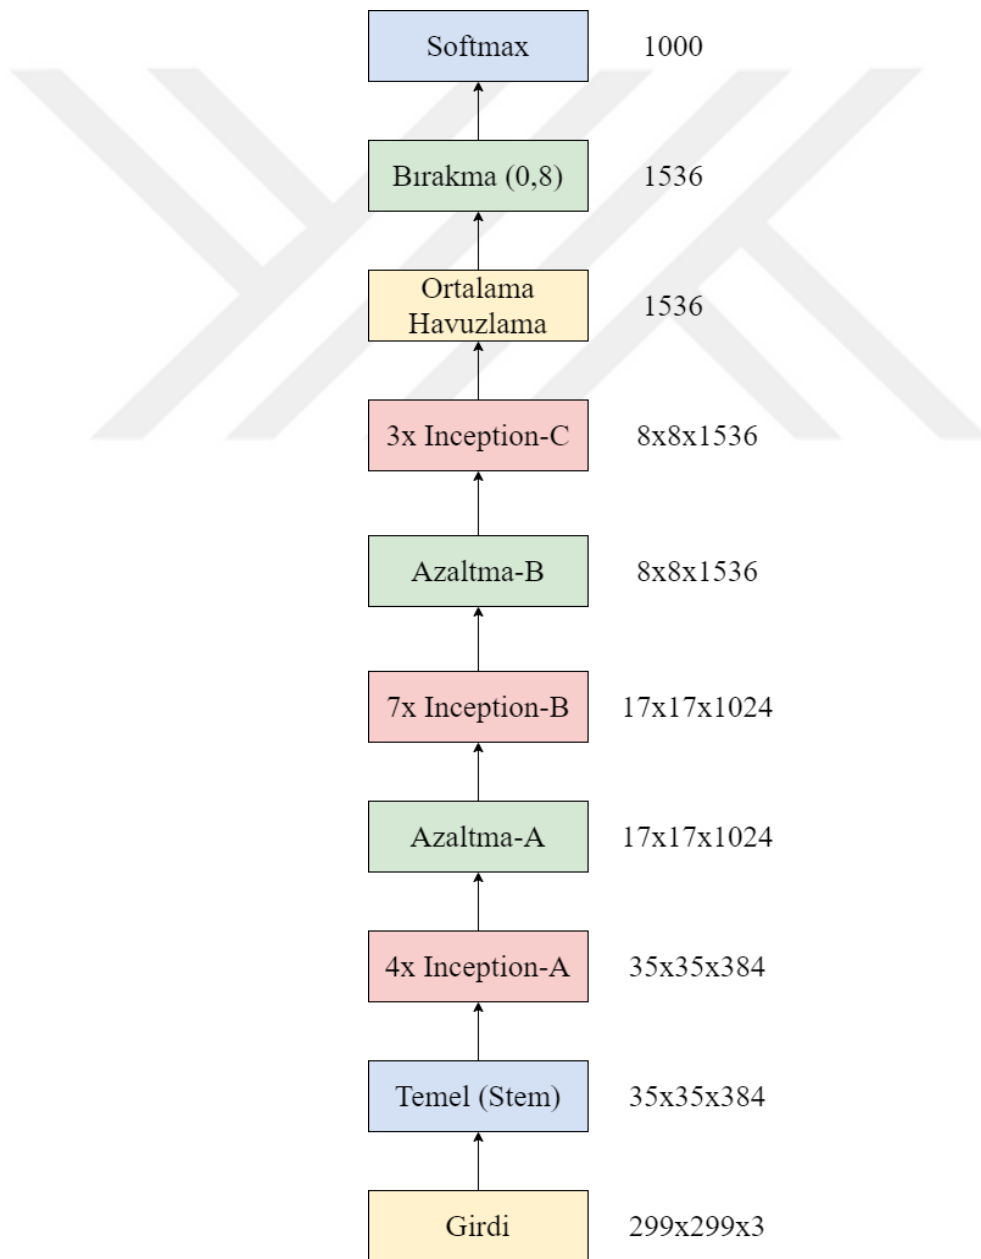 Softmax 1000
Bırakma (0,8) 1536
Ortalama
Havuzlama 1536
3x Inception-C 8x8x1536
Azaltma-B 8x8x1536
7x Inception-B 17x17x1024
Azaltma-A 17x17x1024
4x Inception-A 35x35x384
Temel (Stem) 35x35x384
Girdi 299x299x3